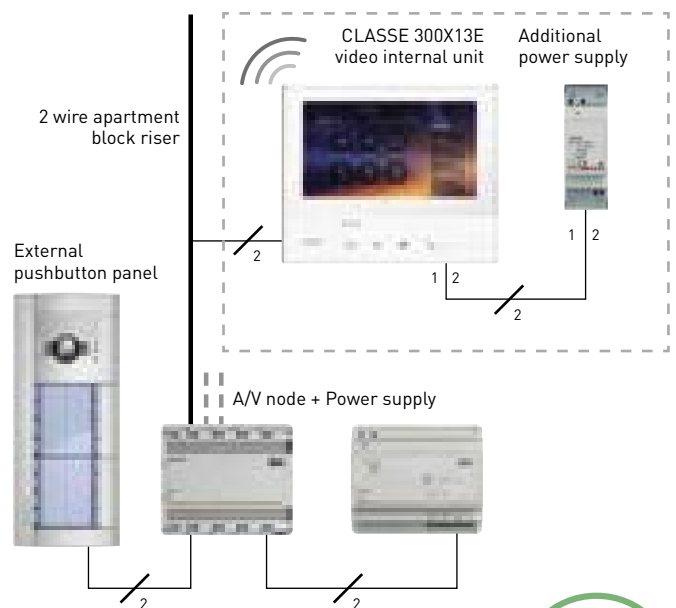 CLASSE 300X13E
video internal unit
Additional
power supply
2 wire apartment
block riser
2
1 2
1 2
2
External
pushbutton panel
A/V node + Power supply
2
2